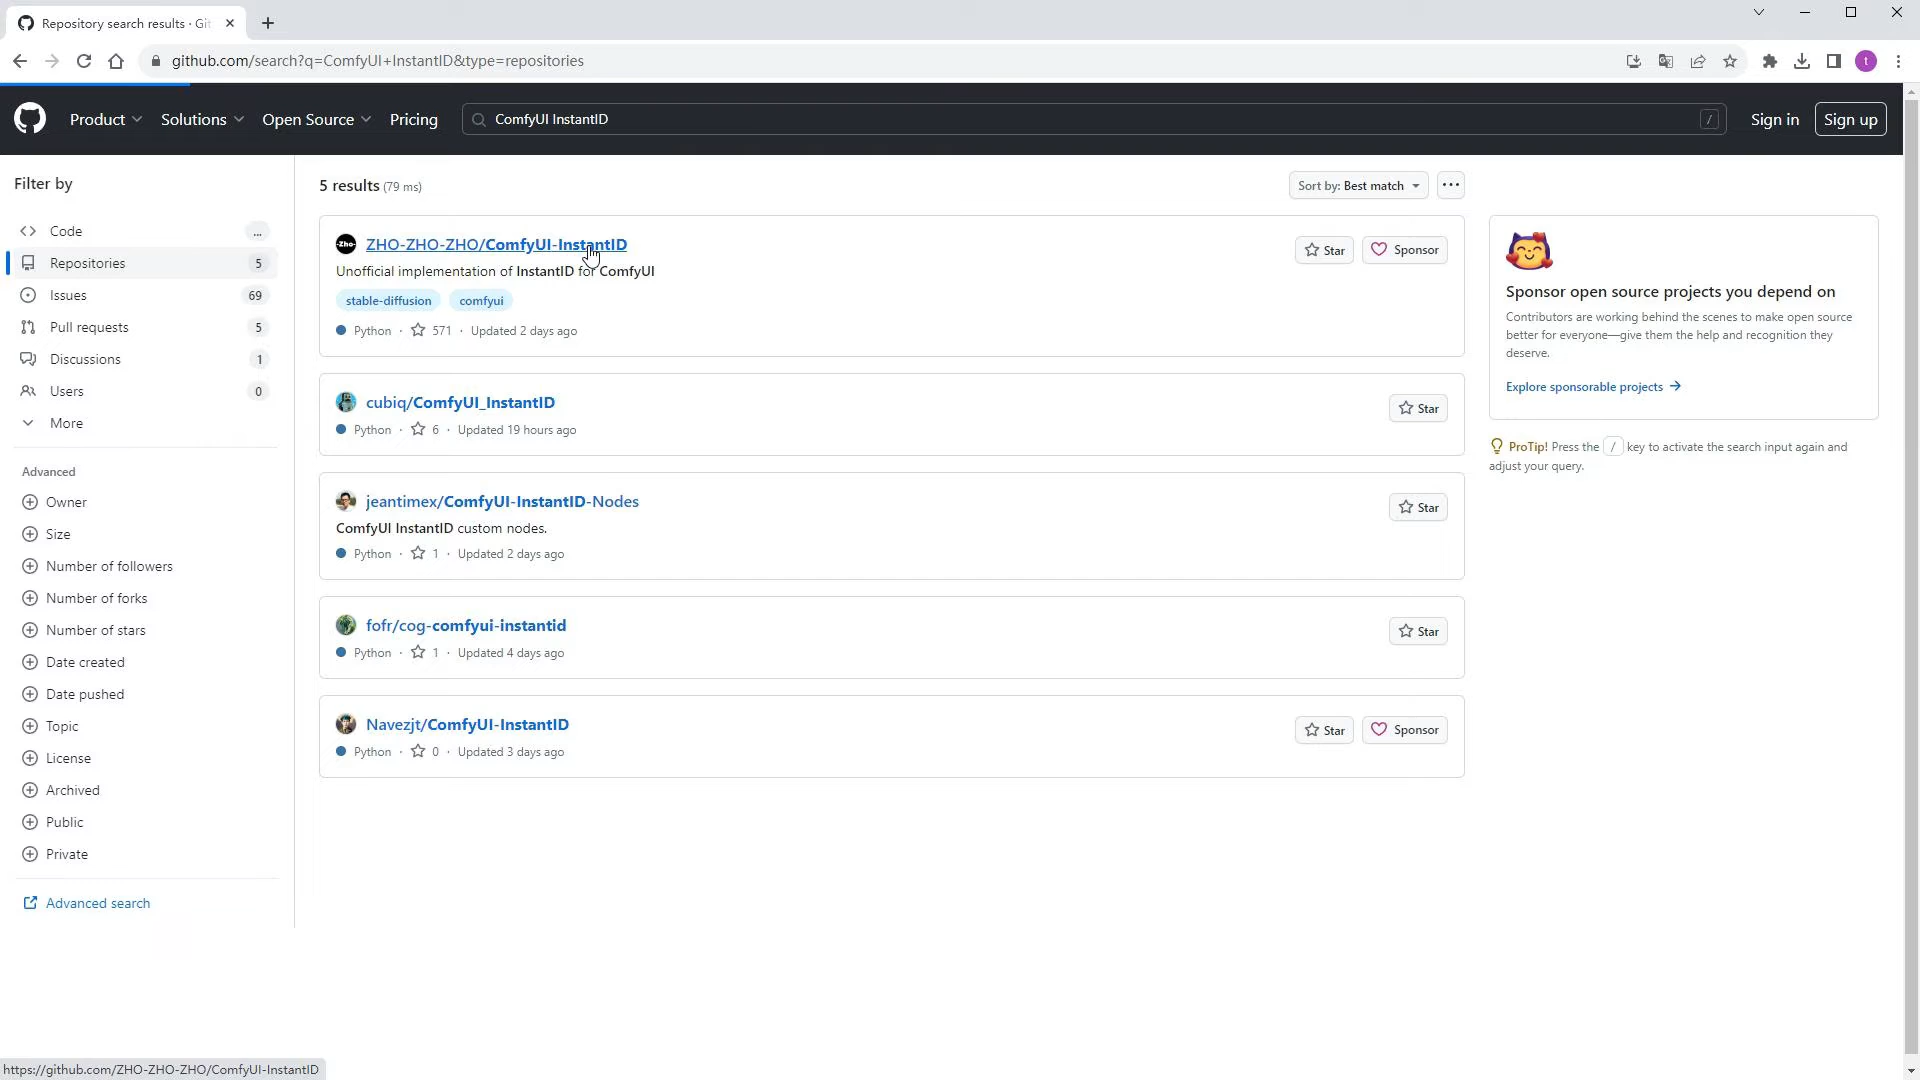 Repository search results · Git
github.com/search?q=ComfyUI+InstantID&type=repositories
t
Product
Solutions
Open Source
Pricing
ComfyUI InstantID
/
Sign in
Sign up
Filter by
Code
...
Repositories
5
Issues
69
Pull requests
5
Discussions
1
Users
0
More
Advanced
Owner
Size
Number of followers
Number of forks
Number of stars
Date created
Date pushed
Topic
License
Archived
Public
Private
Advanced search
5 results (79 ms)
Sort by: Best match
-Zho-
ZHO-ZHO-ZHO/ComfyUI-InstantID
Star
Sponsor
Unofficial implementation of InstantID for ComfyUI
stable-diffusion
comfyui
Python · 571 · Updated 2 days ago
cubiq/ComfyUI_InstantID
Star
Python · 6 · Updated 19 hours ago
jeantimex/ComfyUI-InstantID-Nodes
Star
ComfyUI InstantID custom nodes.
Python · 1 · Updated 2 days ago
fofr/cog-comfyui-instantid
Star
Python · 1 · Updated 4 days ago
Navezjt/ComfyUI-InstantID
Star
Sponsor
Python · 0 · Updated 3 days ago
Sponsor open source projects you depend on
Contributors are working behind the scenes to make open source
better for everyone—give them the help and recognition they
deserve.
Explore sponsorable projects
ProTip! Press the / key to activate the search input again and
adjust your query.
https://github.com/ZHO-ZHO-ZHO/ComfyUI-InstantID